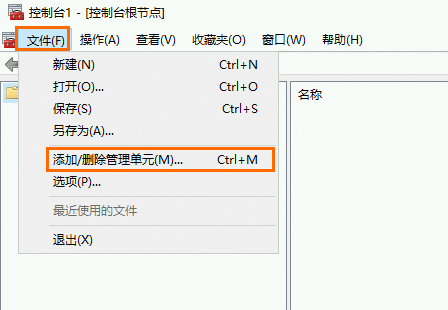 控制台1 - [控制台根节点]
文件(F) 操作(A) 查看(V) 收藏夹(O) 窗口(W) 帮助(H)
新建(N) Ctrl+N
打开(O)... Ctrl+O
名称
保存(S) Ctrl+S
另存为(A)...
添加/删除管理单元(M)... Ctrl+M
选项(P)...
最近使用的文件
退出(X)